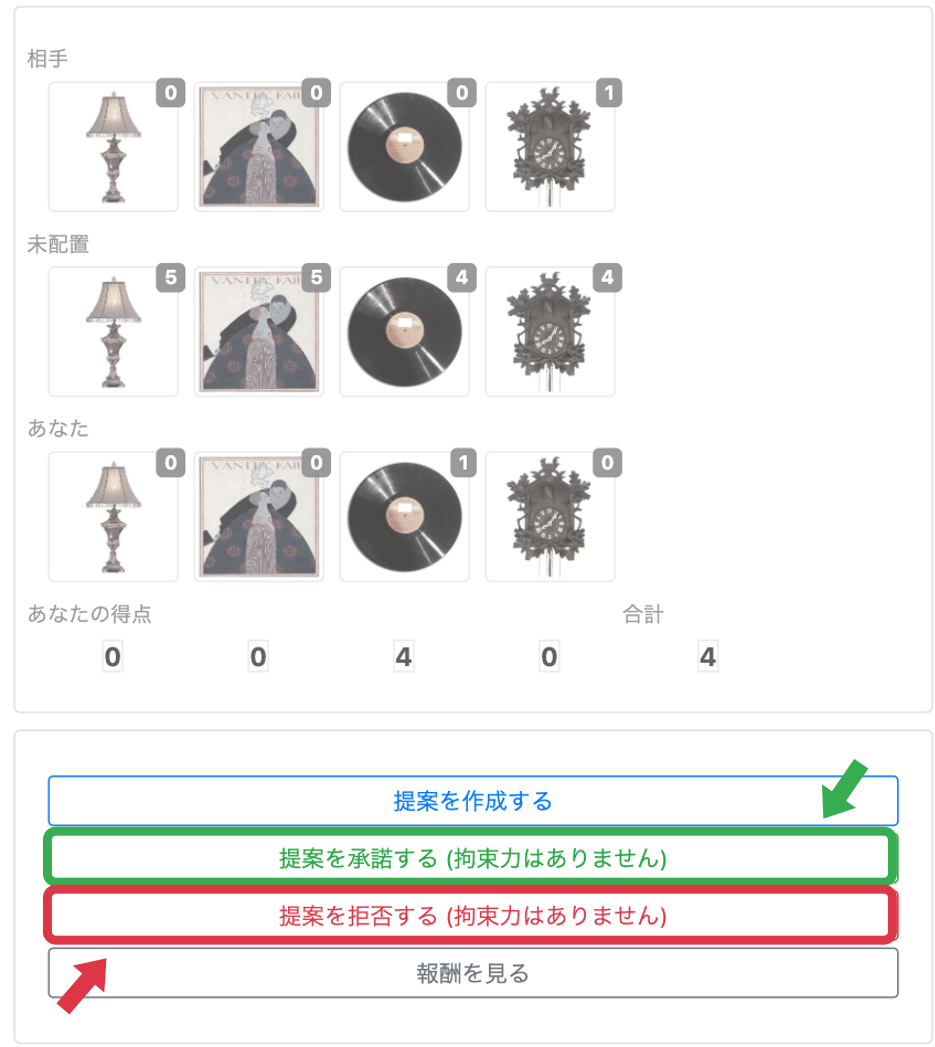 相手
0 0 0 1
VANITY FAIR
未配置
5 5 4 4
VANITY FAIR
あなた
0 0 1 0
VANITY FAIR
あなたの得点 合計
0 0 4 0 4
提案を作成する
提案を承諾する (拘束力はありません)
提案を拒否する (拘束力はありません)
報酬を見る